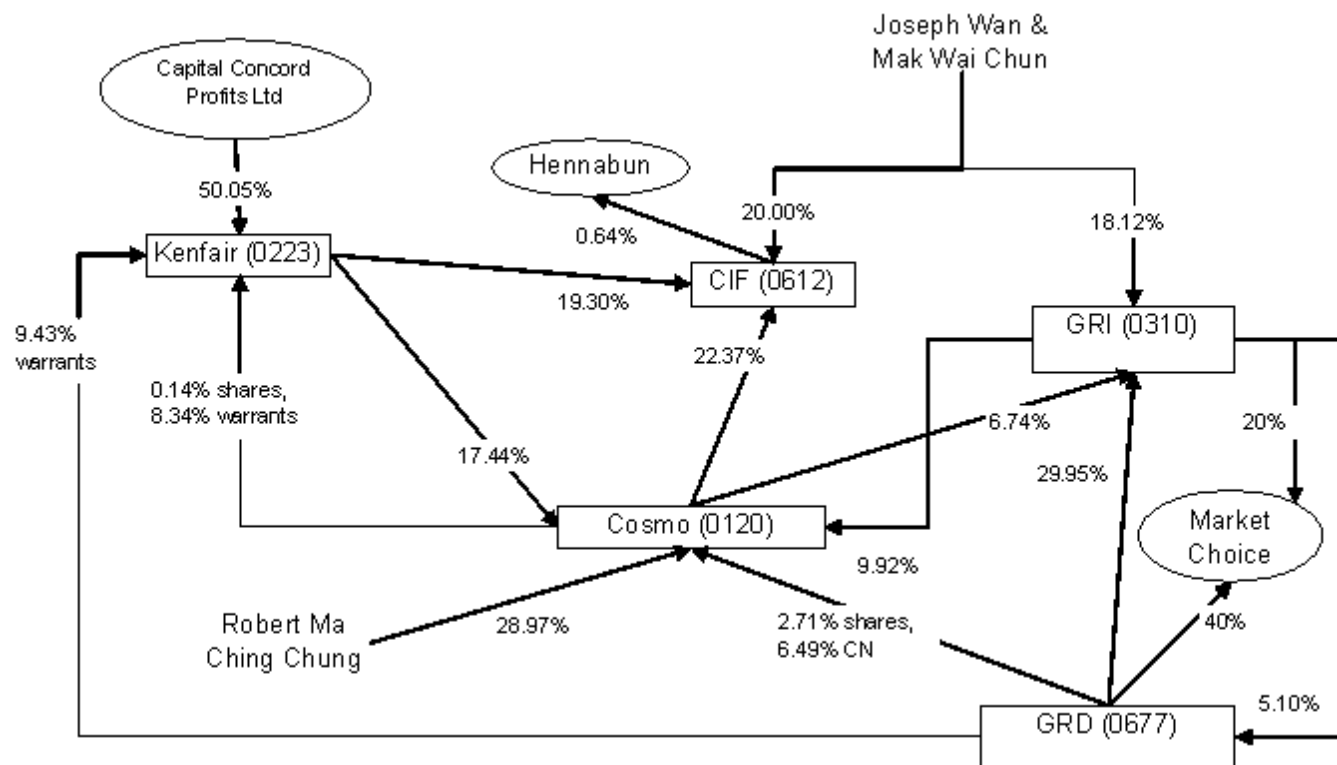 Joseph Wan &
Mak Wai Chun
Capital Concord
Profits Ltd
Hennabun
50.05%
20.00%
0.64%
18.12%
Kenfair (0223)
CIF (0612)
19.30%
GRI (0310)
9.43%
warrants
22.37%
0.14% shares,
8.34% warrants
6.74%
20%
17.44%
29.95%
Cosmo (0120)
Market
Choice
9.92%
Robert Ma
Ching Chung
28.97%
2.71% shares,
6.49% CN
40%
5.10%
GRD (0677)